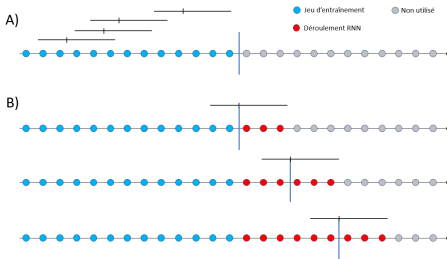 A)
Jeu d'entraînement
Non utilisé
Déroulement RNN
B)